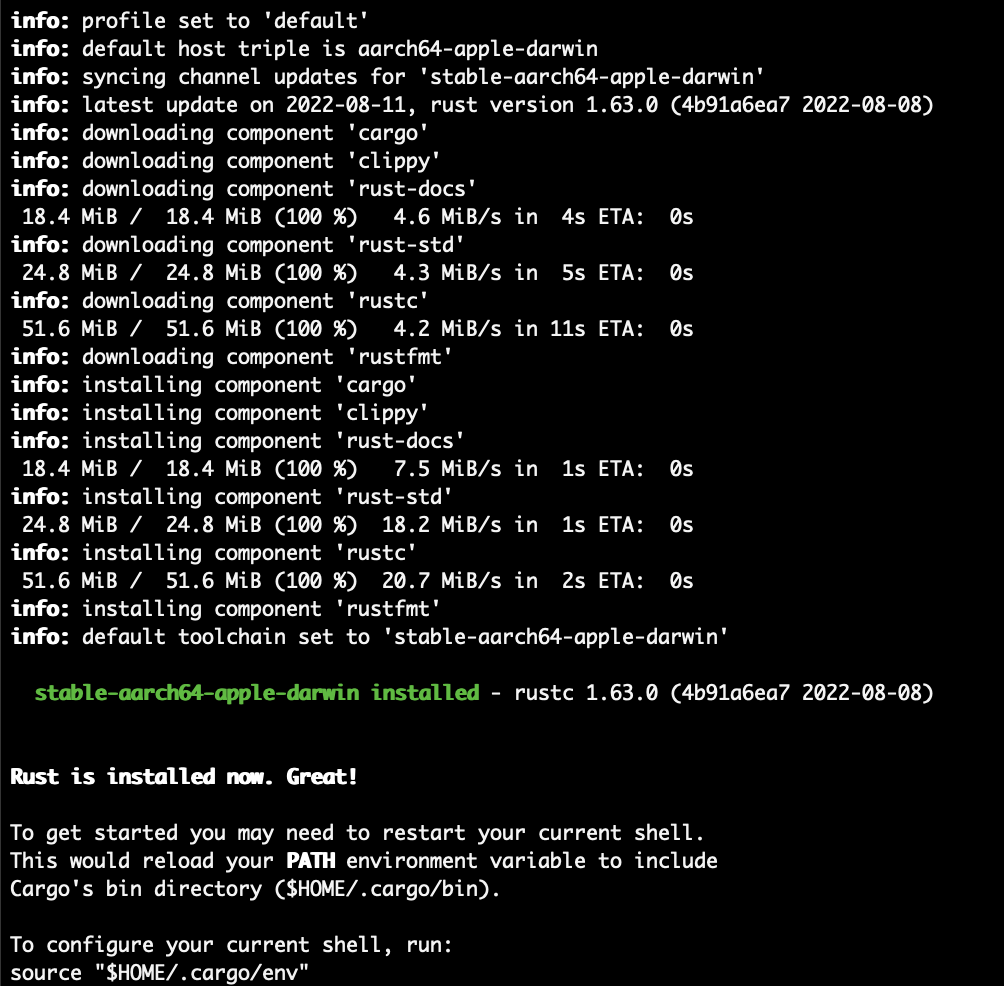 info: profile set to 'default'
info: default host triple is aarch64-apple-darwin
info: syncing channel updates for 'stable-aarch64-apple-darwin'
info: latest update on 2022-08-11, rust version 1.63.0 (4b91a6ea7 2022-08-08)
info: downloading component 'cargo'
info: downloading component 'clippy'
info: downloading component 'rust-docs'
 18.4 MiB /  18.4 MiB (100 %)   4.6 MiB/s in  4s ETA:  0s
info: downloading component 'rust-std'
 24.8 MiB /  24.8 MiB (100 %)   4.3 MiB/s in  5s ETA:  0s
info: downloading component 'rustc'
 51.6 MiB /  51.6 MiB (100 %)   4.2 MiB/s in 11s ETA:  0s
info: downloading component 'rustfmt'
info: installing component 'cargo'
info: installing component 'clippy'
info: installing component 'rust-docs'
 18.4 MiB /  18.4 MiB (100 %)   7.5 MiB/s in  1s ETA:  0s
info: installing component 'rust-std'
 24.8 MiB /  24.8 MiB (100 %)  18.2 MiB/s in  1s ETA:  0s
info: installing component 'rustc'
 51.6 MiB /  51.6 MiB (100 %)  20.7 MiB/s in  2s ETA:  0s
info: installing component 'rustfmt'
info: default toolchain set to 'stable-aarch64-apple-darwin'

  stable-aarch64-apple-darwin installed - rustc 1.63.0 (4b91a6ea7 2022-08-08)

Rust is installed now. Great!

To get started you may need to restart your current shell.
This would reload your PATH environment variable to include
Cargo's bin directory ($HOME/.cargo/bin).

To configure your current shell, run:
source "$HOME/.cargo/env"